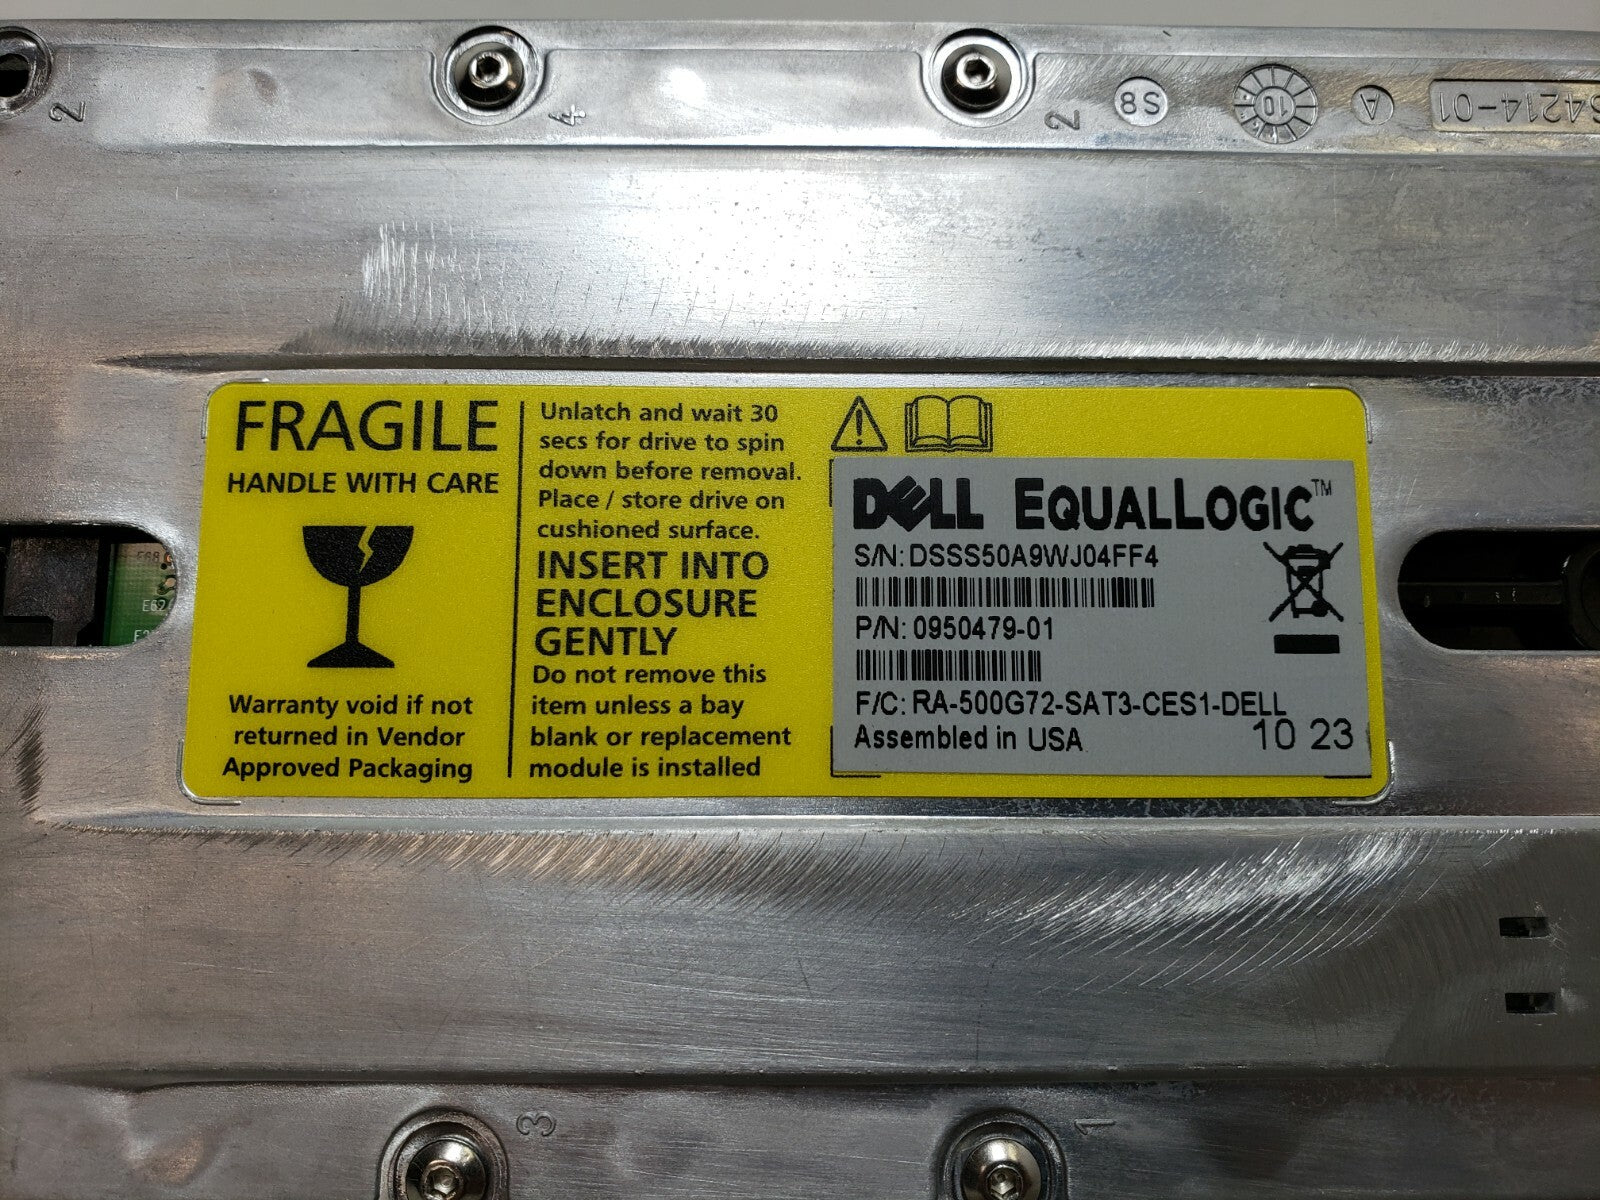 2
4
2
S8
10
A
54214-01
FRAGILE
HANDLE WITH CARE
Warranty void if not
returned in Vendor
Approved Packaging
Unlatch and wait 30
secs for drive to spin
down before removal.
Place / store drive on
cushioned surface.
INSERT INTO
ENCLOSURE
GENTLY
Do not remove this
item unless a bay
blank or replacement
module is installed
DELL EQUALLOGIC™
S/N: DSSS50A9WJ04FF4
P/N: 0950479-01
F/C: RA-500G72-SAT3-CES1-DELL
Assembled in USA 10 23
E68
3
1